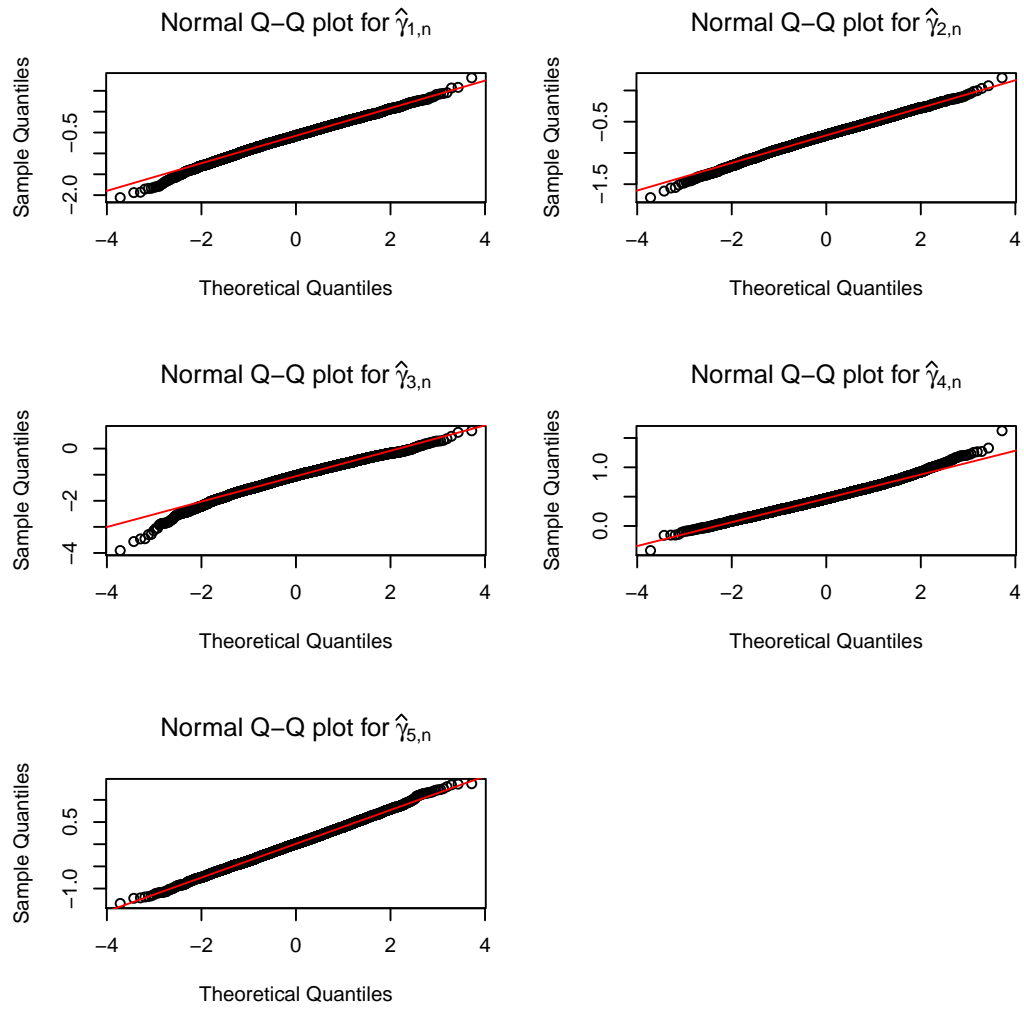 Normal Q−Q plot for γ̂1,n
Sample Quantiles
−0.5
−2.0
−4 −2 0 2 4
Theoretical Quantiles
Normal Q−Q plot for γ̂2,n
Sample Quantiles
−0.5
−1.5
−4 −2 0 2 4
Theoretical Quantiles
Normal Q−Q plot for γ̂3,n
Sample Quantiles
0
−2
−4
−4 −2 0 2 4
Theoretical Quantiles
Normal Q−Q plot for γ̂4,n
Sample Quantiles
1.0
0.0
−4 −2 0 2 4
Theoretical Quantiles
Normal Q−Q plot for γ̂5,n
Sample Quantiles
0.5
−1.0
−4 −2 0 2 4
Theoretical Quantiles